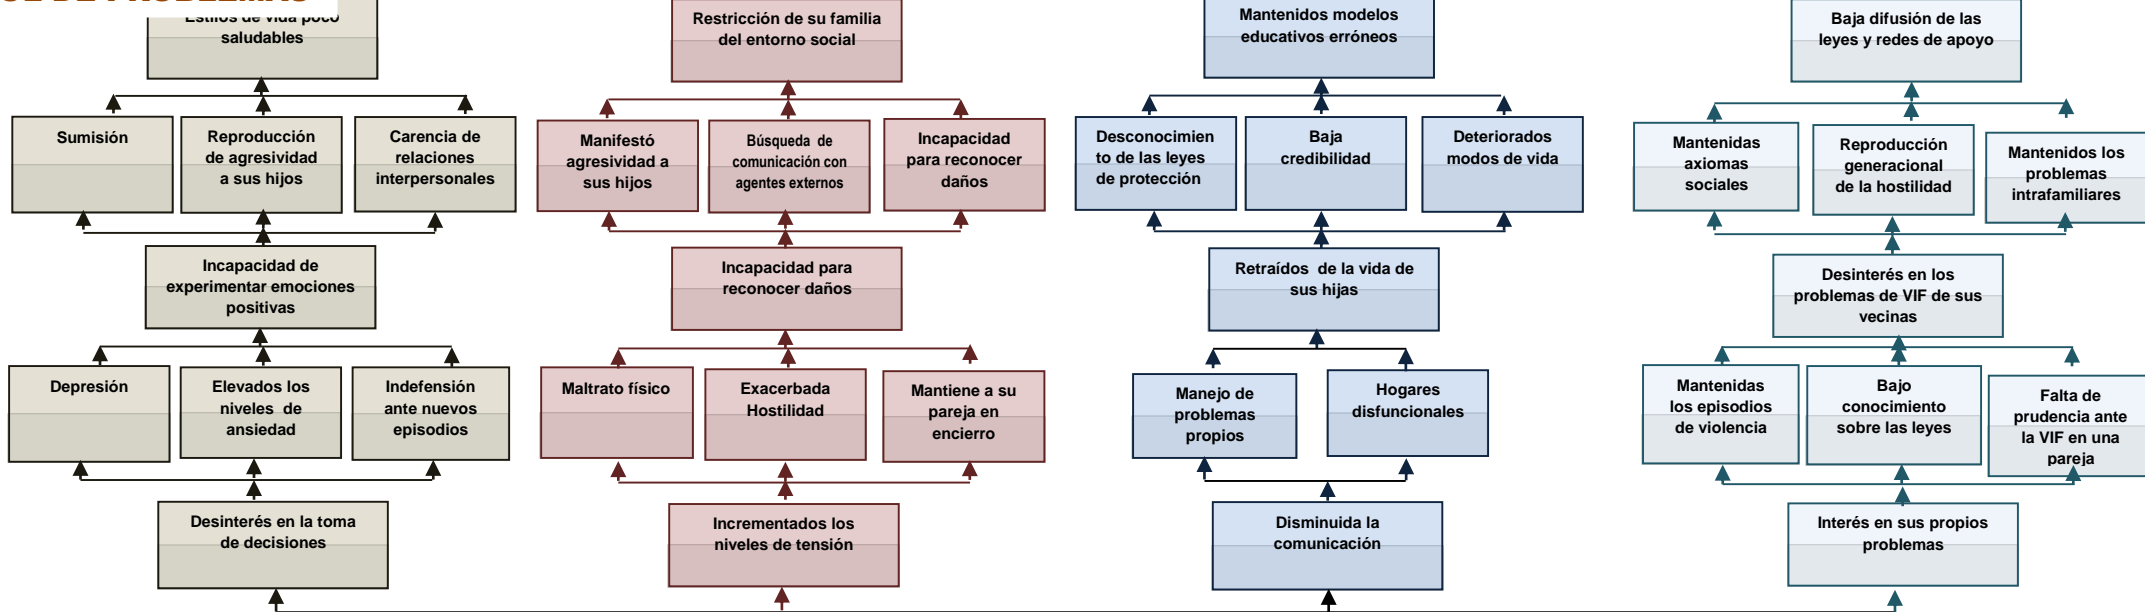 Estilos de vida poco
saludables
Restricción de su familia
del entorno social
Mantenidos modelos
educativos erróneos
Baja difusión de las
leyes y redes de apoyo
Sumisión
Reproducción
de agresividad
a sus hijos
Carencia de
relaciones
interpersonales
Manifestó
agresividad a
sus hijos
Búsqueda de
comunicación con
agentes externos
Incapacidad
para reconocer
daños
Desconocimien
to de las leyes
de protección
Baja
credibilidad
Deteriorados
modos de vida
Mantenidas
axiomas
sociales
Reproducción
generacional
de la hostilidad
Mantenidos los
problemas
intrafamiliares
Incapacidad de
experimentar emociones
positivas
Incapacidad para
reconocer daños
Retraídos de la vida de
sus hijas
Desinterés en los
problemas de VIF de sus
vecinas
Depresión
Elevados los
niveles de
ansiedad
Indefensión
ante nuevos
episodios
Maltrato físico
Exacerbada
Hostilidad
Mantiene a su
pareja en
encierro
Manejo de
problemas
propios
Hogares
disfuncionales
Mantenidas
los episodios
de violencia
Bajo
conocimiento
sobre las leyes
Falta de
prudencia ante
la VIF en una
pareja
Desinterés en la toma
de decisiones
Incrementados los
niveles de tensión
Disminuida la
comunicación
Interés en sus propios
problemas